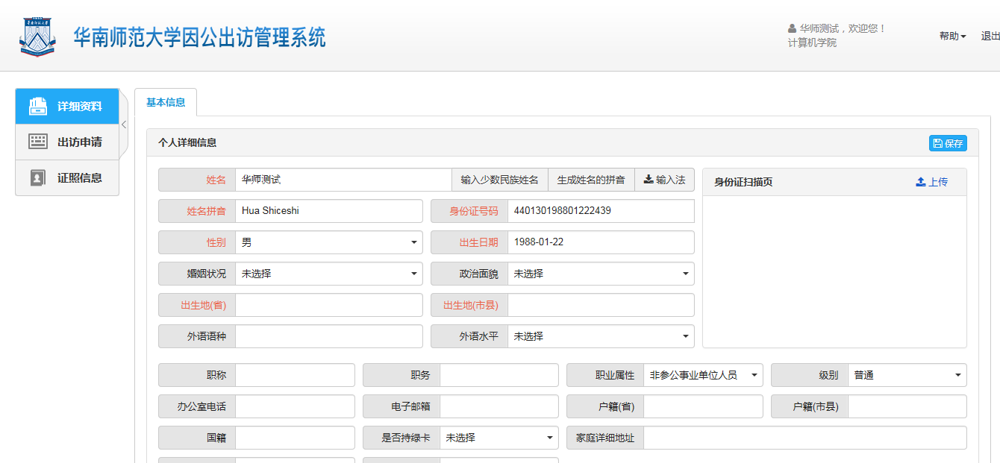 华南师范大学因公出访管理系统
华师测试，欢迎您！
计算机学院
帮助
退出
详细资料
出访申请
证照信息
基本信息
个人详细信息
保存
姓名 华师测试 输入少数民族姓名 生成姓名的拼音 输入法
身份证扫描页 上传
姓名拼音 Hua Shiceshi 身份证号码 440130198801222439
性别 男 出生日期 1988-01-22
婚姻状况 未选择 政治面貌 未选择
出生地(省) 出生地(市县)
外语语种 外语水平 未选择
职称 职务 职业属性 非参公事业单位人员 级别 普通
办公室电话 电子邮箱 户籍(省) 户籍(市县)
国籍 是否持绿卡 未选择 家庭详细地址